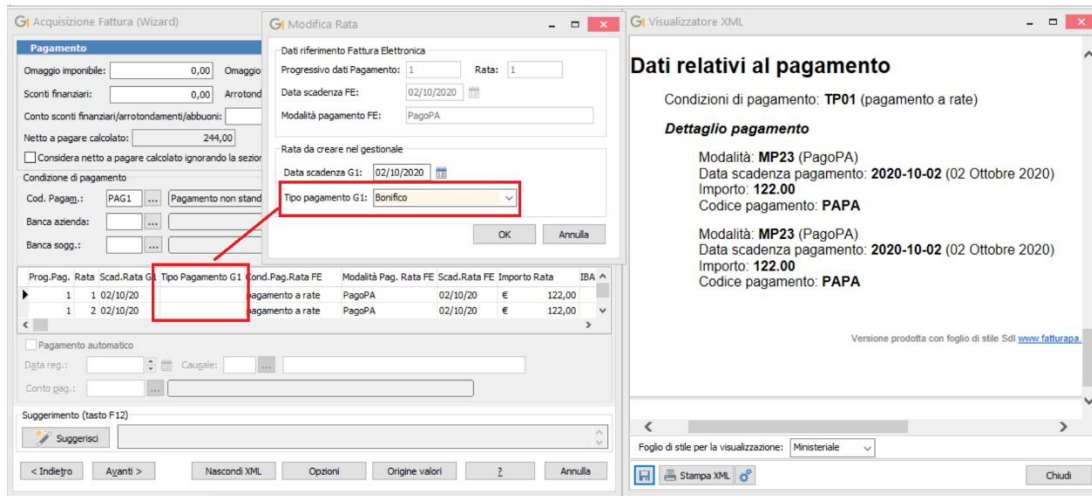 Acquisizione Fattura (Wizard)
Pagamento
Omaggio imponibile: 0,00 Omaggio
Sconti finanziari: 0,00 Arrotond
Conto sconti finanziari/arrotondamenti/abbuoni:
Netto a pagare calcolato: 244,00
Considera netto a pagare calcolato ignorando la sezior
Condizione di pagamento
Cod. Pagam.: PAG1 ... Pagamento non stand
Banca azienda: ...
Banca sogg.: ...
Modifica Rata
Dati riferimento Fattura Elettronica
Progressivo dati Pagamento: 1 Rata: 1
Data scadenza FE: 02/10/2020
Modalità pagamento FE: PagoPA
Rata da creare nel gestionale
Data scadenza G1: 02/10/2020
Tipo pagamento G1: Bonifico
OK Annulla
Prog.Pag. Rata Scad.Rata G1 Tipo Pagamento G1 Cond.Pag.Rata FE Modalità Pag. Rata FE Scad.Rata FE Importo Rata IBA
1 1 02/10/20 pagamento a rate PagoPA 02/10/20 € 122,00
1 2 02/10/20 pagamento a rate PagoPA 02/10/20 € 122,00
Pagamento automatico
Data reg.: Causale: ...
Conto pag.: ...
Suggerimento (tasto F12)
Suggerisci
< Indietro Avanti > Nascondi XML Opzioni Origine valori ? Annulla
Visualizzatore XML
Dati relativi al pagamento
Condizioni di pagamento: TP01 (pagamento a rate)
Dettaglio pagamento
Modalità: MP23 (PagoPA)
Data scadenza pagamento: 2020-10-02 (02 Ottobre 2020)
Importo: 122.00
Codice pagamento: PAPA
Modalità: MP23 (PagoPA)
Data scadenza pagamento: 2020-10-02 (02 Ottobre 2020)
Importo: 122.00
Codice pagamento: PAPA
Versione prodotta con foglio di stile SdI www.fatturapa.
Foglio di stile per la visualizzazione: Ministeriale
Stampa XML Chiudi